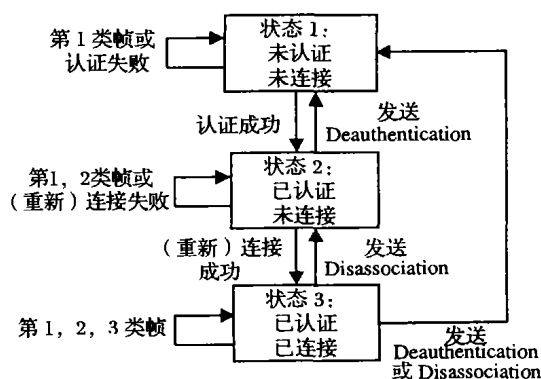 第 1 类帧或
认证失败
状态 1：
未认证
未连接
认证成功
发送
Deauthentication
第1，2类帧或
（重新）连接失败
状态 2：
已认证
未连接
（重新）连接
成功
发送
Disassociation
第 1，2，3 类帧
状态 3：
已认证
已连接
发送
Deauthentication
或 Disassociation